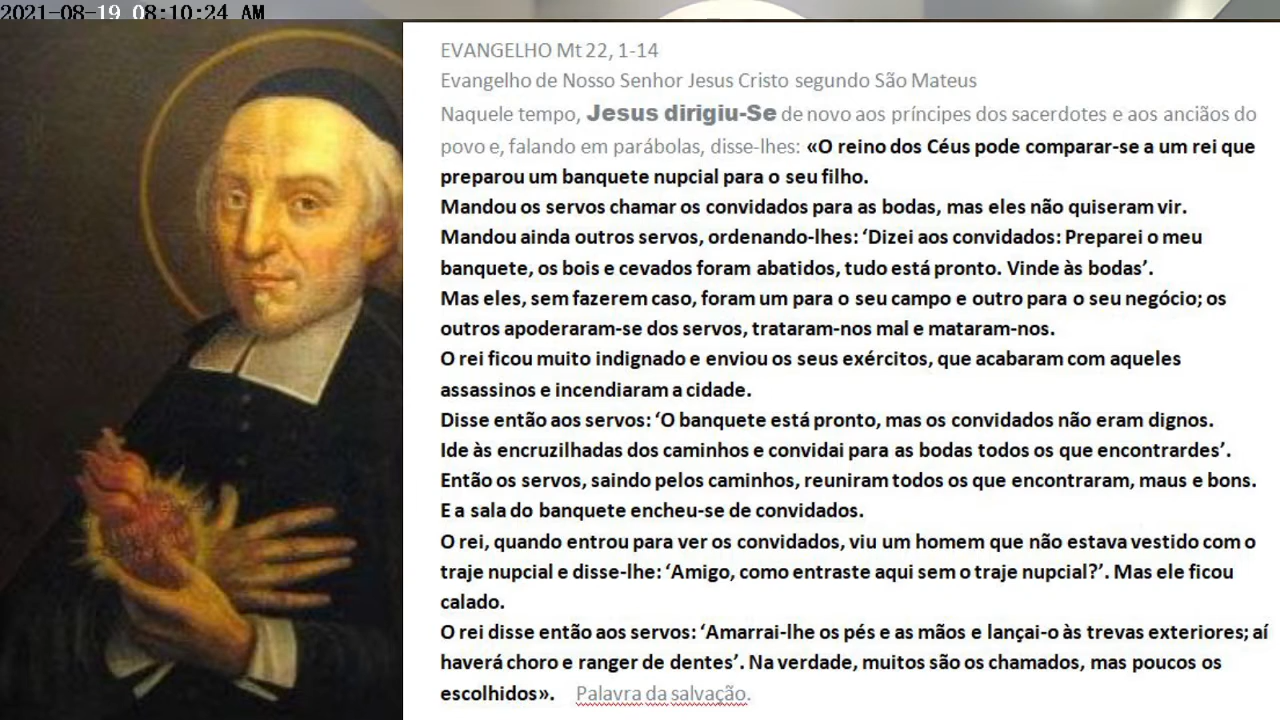 2021-08-19 08:10:24 AM
EVANGELHO Mt 22, 1-14
Evangelho de Nosso Senhor Jesus Cristo segundo São Mateus
Naquele tempo, Jesus dirigiu-Se de novo aos príncipes dos sacerdotes e aos anciãos do
povo e, falando em parábolas, disse-lhes: «O reino dos Céus pode comparar-se a um rei que
preparou um banquete nupcial para o seu filho.
Mandou os servos chamar os convidados para as bodas, mas eles não quiseram vir.
Mandou ainda outros servos, ordenando-lhes: ‘Dizei aos convidados: Preparei o meu
banquete, os bois e cevados foram abatidos, tudo está pronto. Vinde às bodas’.
Mas eles, sem fazerem caso, foram um para o seu campo e outro para o seu negócio; os
outros apoderaram-se dos servos, trataram-nos mal e mataram-nos.
O rei ficou muito indignado e enviou os seus exércitos, que acabaram com aqueles
assassinos e incendiaram a cidade.
Disse então aos servos: ‘O banquete está pronto, mas os convidados não eram dignos.
Ide às encruzilhadas dos caminhos e convidai para as bodas todos os que encontrardes’.
Então os servos, saindo pelos caminhos, reuniram todos os que encontraram, maus e bons.
E a sala do banquete encheu-se de convidados.
O rei, quando entrou para ver os convidados, viu um homem que não estava vestido com o
traje nupcial e disse-lhe: ‘Amigo, como entraste aqui sem o traje nupcial?’. Mas ele ficou
calado.
O rei disse então aos servos: ‘Amarrai-lhe os pés e as mãos e lançai-o às trevas exteriores; aí
haverá choro e ranger de dentes’. Na verdade, muitos são os chamados, mas poucos os
escolhidos». Palavra da salvação.